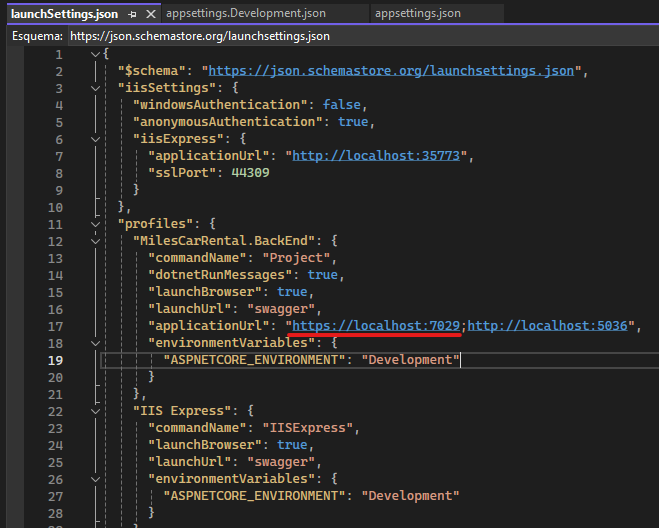 launchSettings.json appsettings.Development.json appsettings.json
Esquema: https://json.schemastore.org/launchsettings.json
1 {
2 "$schema": "https://json.schemastore.org/launchsettings.json",
3 "iisSettings": {
4 "windowsAuthentication": false,
5 "anonymousAuthentication": true,
6 "iisExpress": {
7 "applicationUrl": "http://localhost:35773",
8 "sslPort": 44309
9 }
10 },
11 "profiles": {
12 "MilesCarRental.BackEnd": {
13 "commandName": "Project",
14 "dotnetRunMessages": true,
15 "launchBrowser": true,
16 "launchUrl": "swagger",
17 "applicationUrl": "https://localhost:7029;http://localhost:5036",
18 "environmentVariables": {
19 "ASPNETCORE_ENVIRONMENT": "Development"
20 }
21 },
22 "IIS Express": {
23 "commandName": "IISExpress",
24 "launchBrowser": true,
25 "launchUrl": "swagger",
26 "environmentVariables": {
27 "ASPNETCORE_ENVIRONMENT": "Development"
28 }